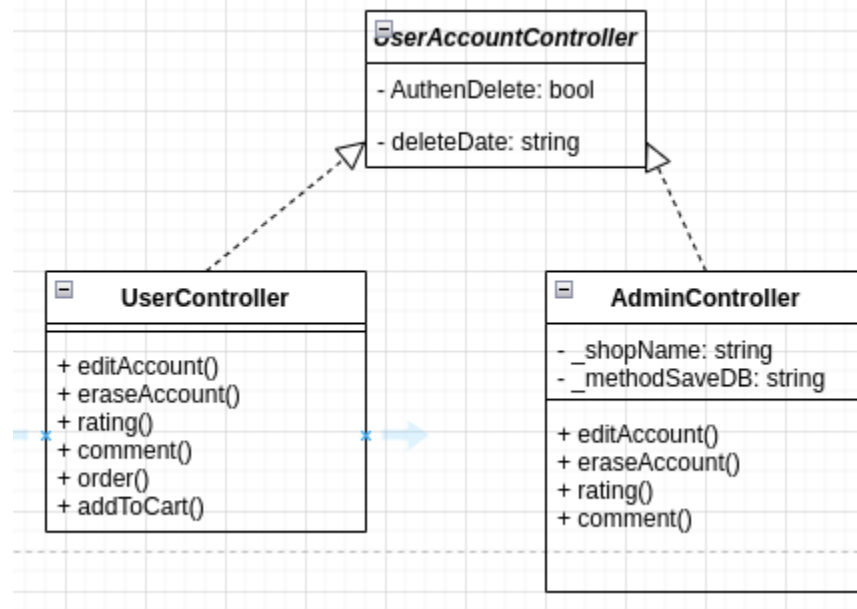 UserAccountController
- AuthenDelete: bool
- deleteDate: string
UserController
+ editAccount()
+ eraseAccount()
+ rating()
+ comment()
+ order()
+ addToCart()
AdminController
- _shopName: string
- _methodSaveDB: string
+ editAccount()
+ eraseAccount()
+ rating()
+ comment()